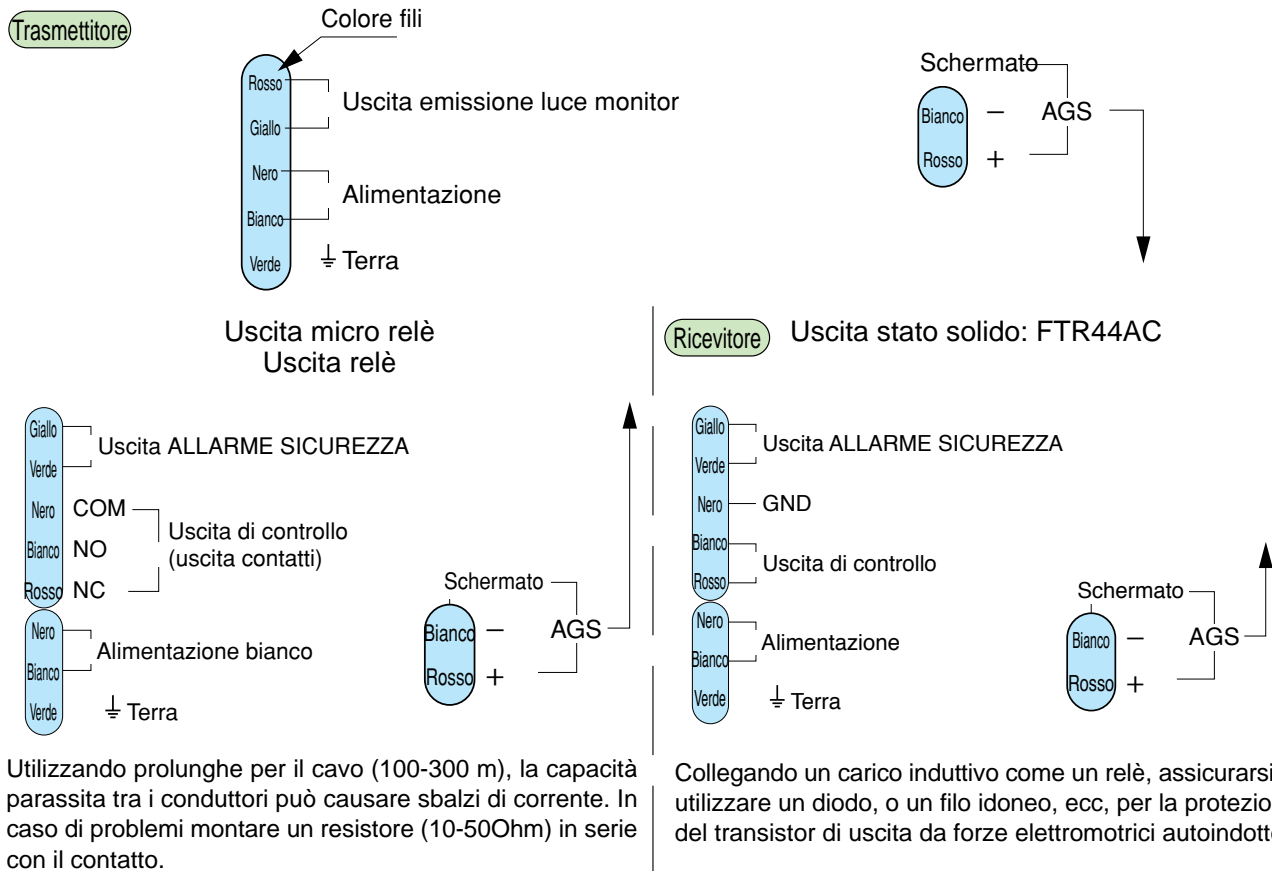 Trasmettitore
Colore fili
Rosso
Giallo
Uscita emissione luce monitor
Nero
Bianco
Alimentazione
Verde
Terra
Schermato
Bianco −
Rosso +
AGS
Uscita micro relè
Uscita relè
Giallo
Verde
Uscita ALLARME SICUREZZA
Nero COM
Bianco NO
Rosso NC
Uscita di controllo
(uscita contatti)
Nero
Bianco
Alimentazione bianco
Verde
Terra
Schermato
Bianco −
Rosso +
AGS
Utilizzando prolunghe per il cavo (100-300 m), la capacità
parassita tra i conduttori può causare sbalzi di corrente. In
caso di problemi montare un resistore (10-50Ohm) in serie
con il contatto.
Ricevitore
Uscita stato solido: FTR44AC
Giallo
Verde
Uscita ALLARME SICUREZZA
Nero GND
Bianco
Rosso
Uscita di controllo
Nero
Bianco
Alimentazione
Verde
Terra
Schermato
Bianco −
Rosso +
AGS
Collegando un carico induttivo come un relè, assicurarsi
utilizzare un diodo, o un filo idoneo, ecc, per la protezio
del transistor di uscita da forze elettromotrici autoindott